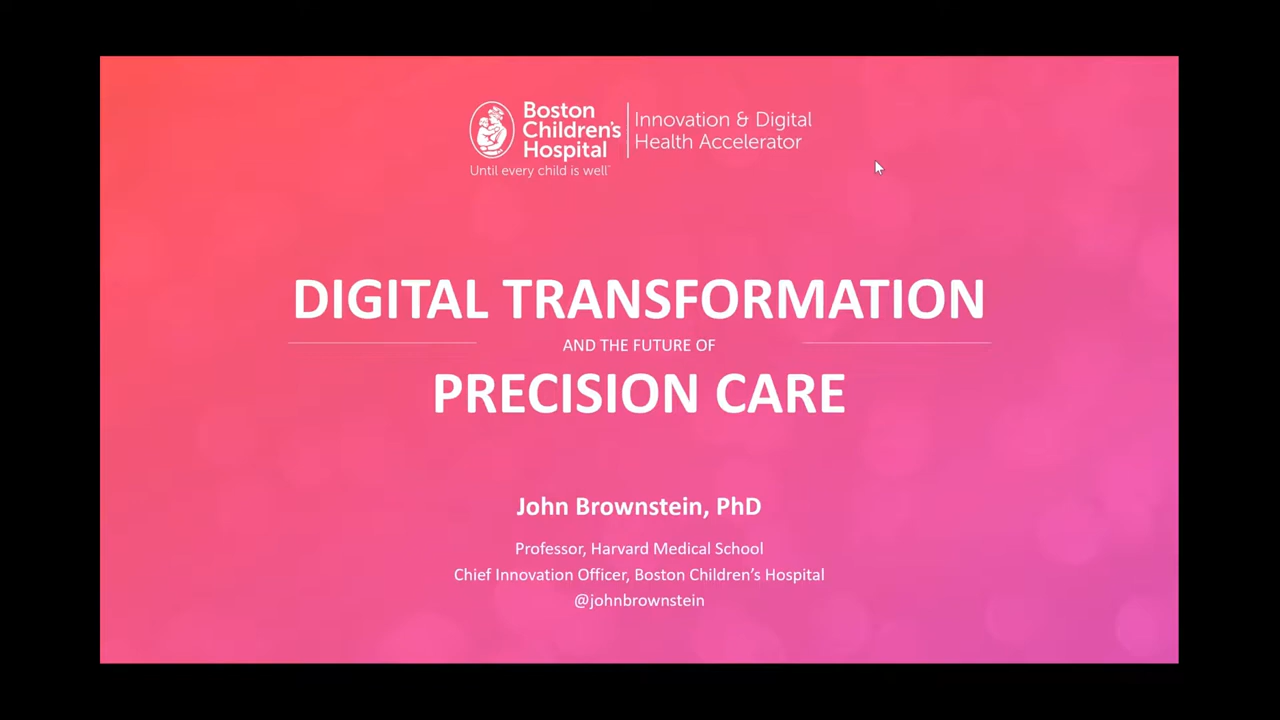 Boston
Children's
Hospital
Until every child is well™
Innovation & Digital
Health Accelerator
DIGITAL TRANSFORMATION
AND THE FUTURE OF
PRECISION CARE
John Brownstein, PhD
Professor, Harvard Medical School
Chief Innovation Officer, Boston Children’s Hospital
@johnbrownstein